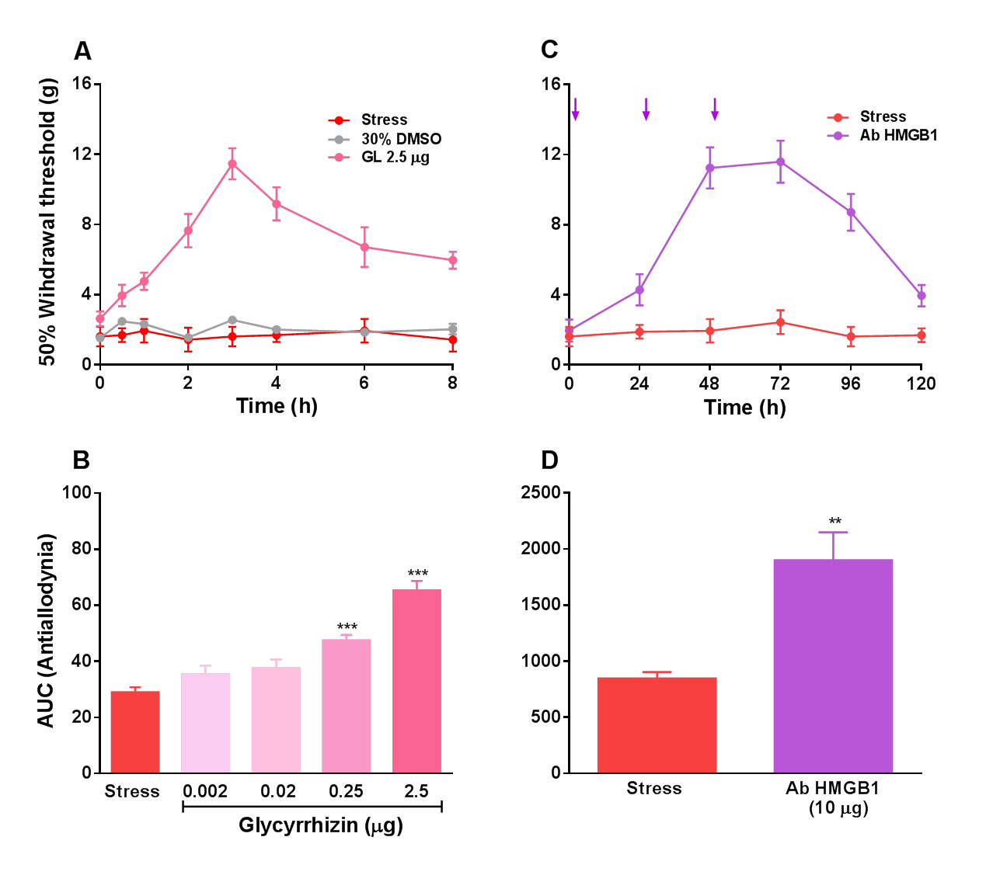 A
50% Wihdrawal threshold (g)
16
12
8
4
0
Stress
30% DMSO
GL 2.5 μg
0 2 4 6 8
Time (h)
C
16
12
8
4
0
Stress
Ab HMGB1
0 24 48 72 96 120
Time (h)
B
AUC (Antiallodynia)
100
80
60
40
20
0
***
***
Stress 0.002 0.02 0.25 2.5
Glycyrrhizin (μg)
D
2500
2000
1500
1000
500
0
**
Stress Ab HMGB1
(10 μg)